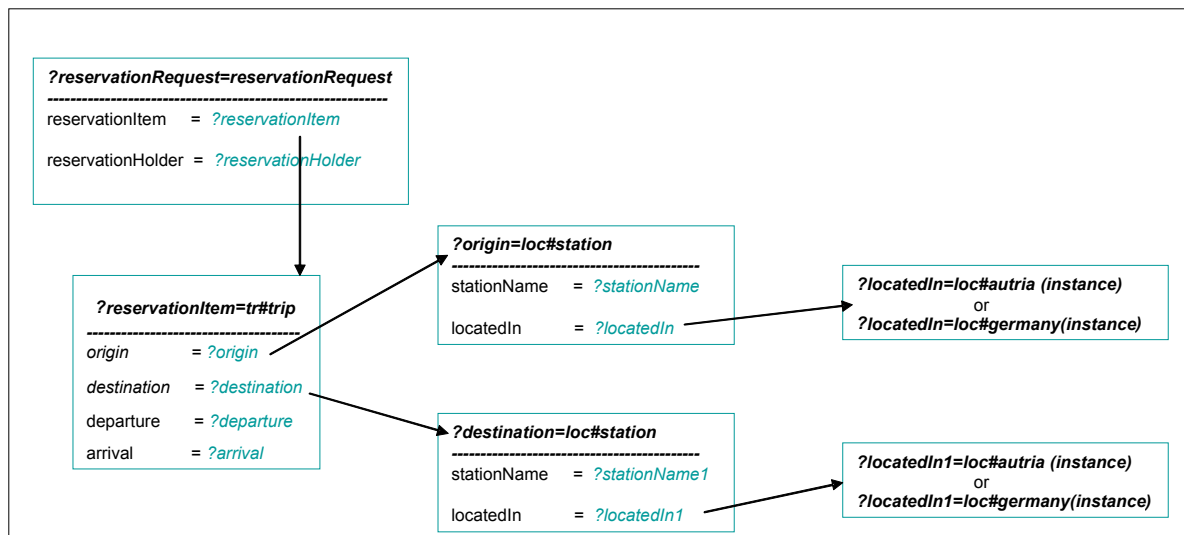 ?reservationRequest=reservationRequest
-----------------------------------------------------------
reservationItem = ?reservationItem
reservationHolder = ?reservationHolder
?reservationItem=tr#trip
-------------------------------------
origin = ?origin
destination = ?destination
departure = ?departure
arrival = ?arrival
?origin=loc#station
-------------------------------------------
stationName = ?stationName
locatedIn = ?locatedIn
?locatedIn=loc#autria (instance)
or
?locatedIn=loc#germany(instance)
?destination=loc#station
-------------------------------------------
stationName = ?stationName1
locatedIn = ?locatedIn1
?locatedIn1=loc#autria (instance)
or
?locatedIn1=loc#germany(instance)